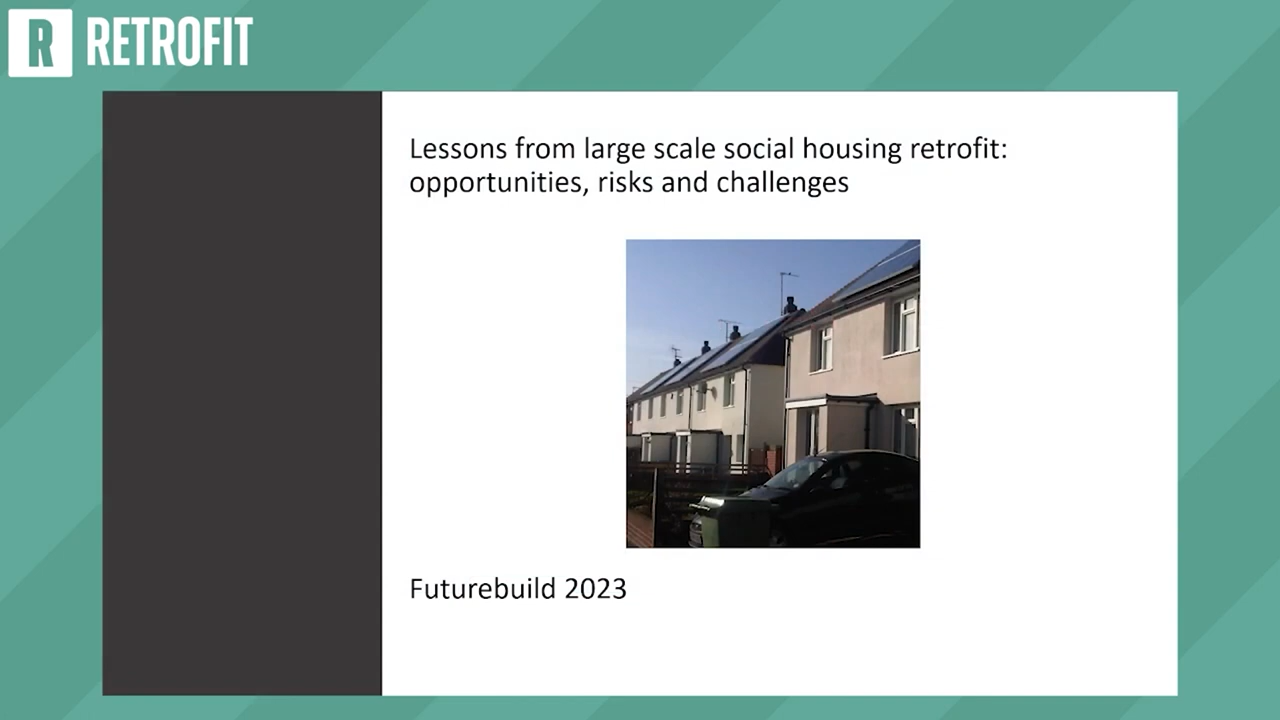 R RETROFIT
Lessons from large scale social housing retrofit:
opportunities, risks and challenges
Futurebuild 2023